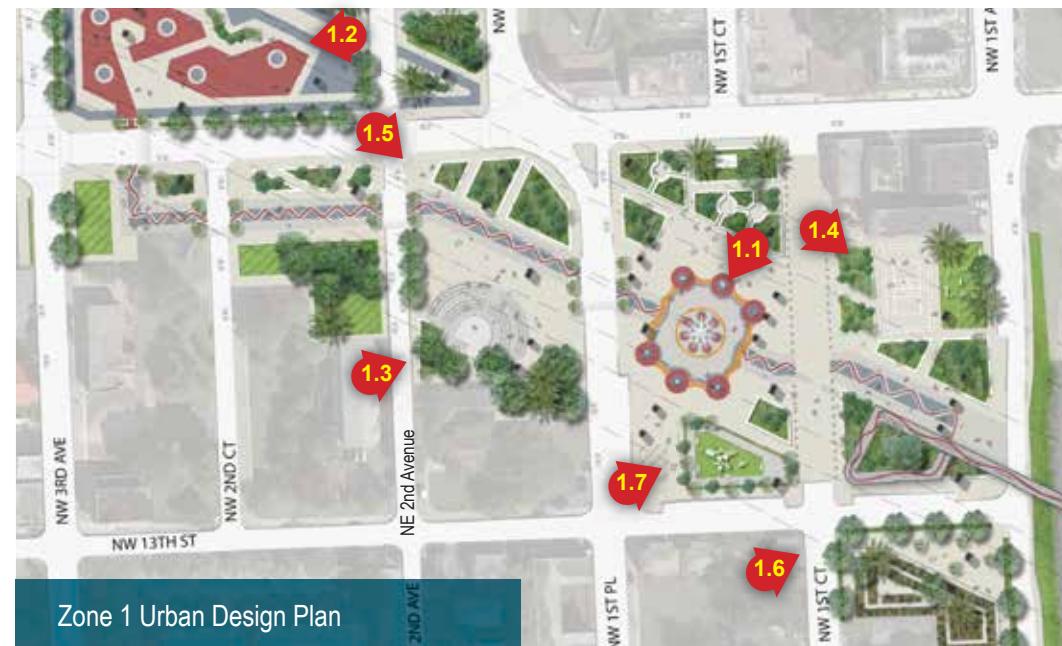 1.2
NW
NW 1ST CT
NW 1ST A
1.5
1.4
1.1
1.3
NW 3RD AVE
NW 2ND CT
NE 2nd Avenue
1.7
NW 13TH ST
1.6
2ND AVE
NW 1ST PL
NW 1ST CT
Zone 1 Urban Design Plan